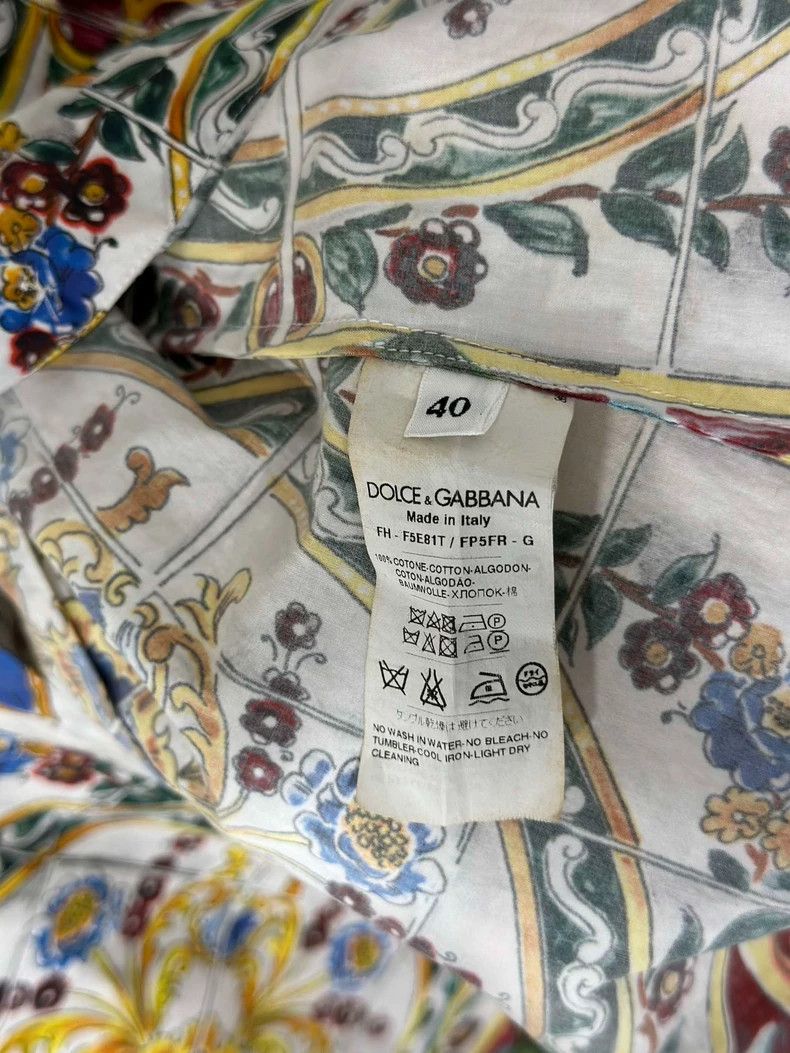 40
DOLCE & GABBANA
Made in Italy
FH - F5E81T / FP5FR - G
100% COTONE-COTTON-ALGODON-
COTON-ALGODÃO-
BAUMWOLLE-ХЛОПОК-棉
P
P
タンブル乾燥は避けてください
NO WASH IN WATER-NO BLEACH-NO
TUMBLER-COOL IRON-LIGHT DRY
CLEANING